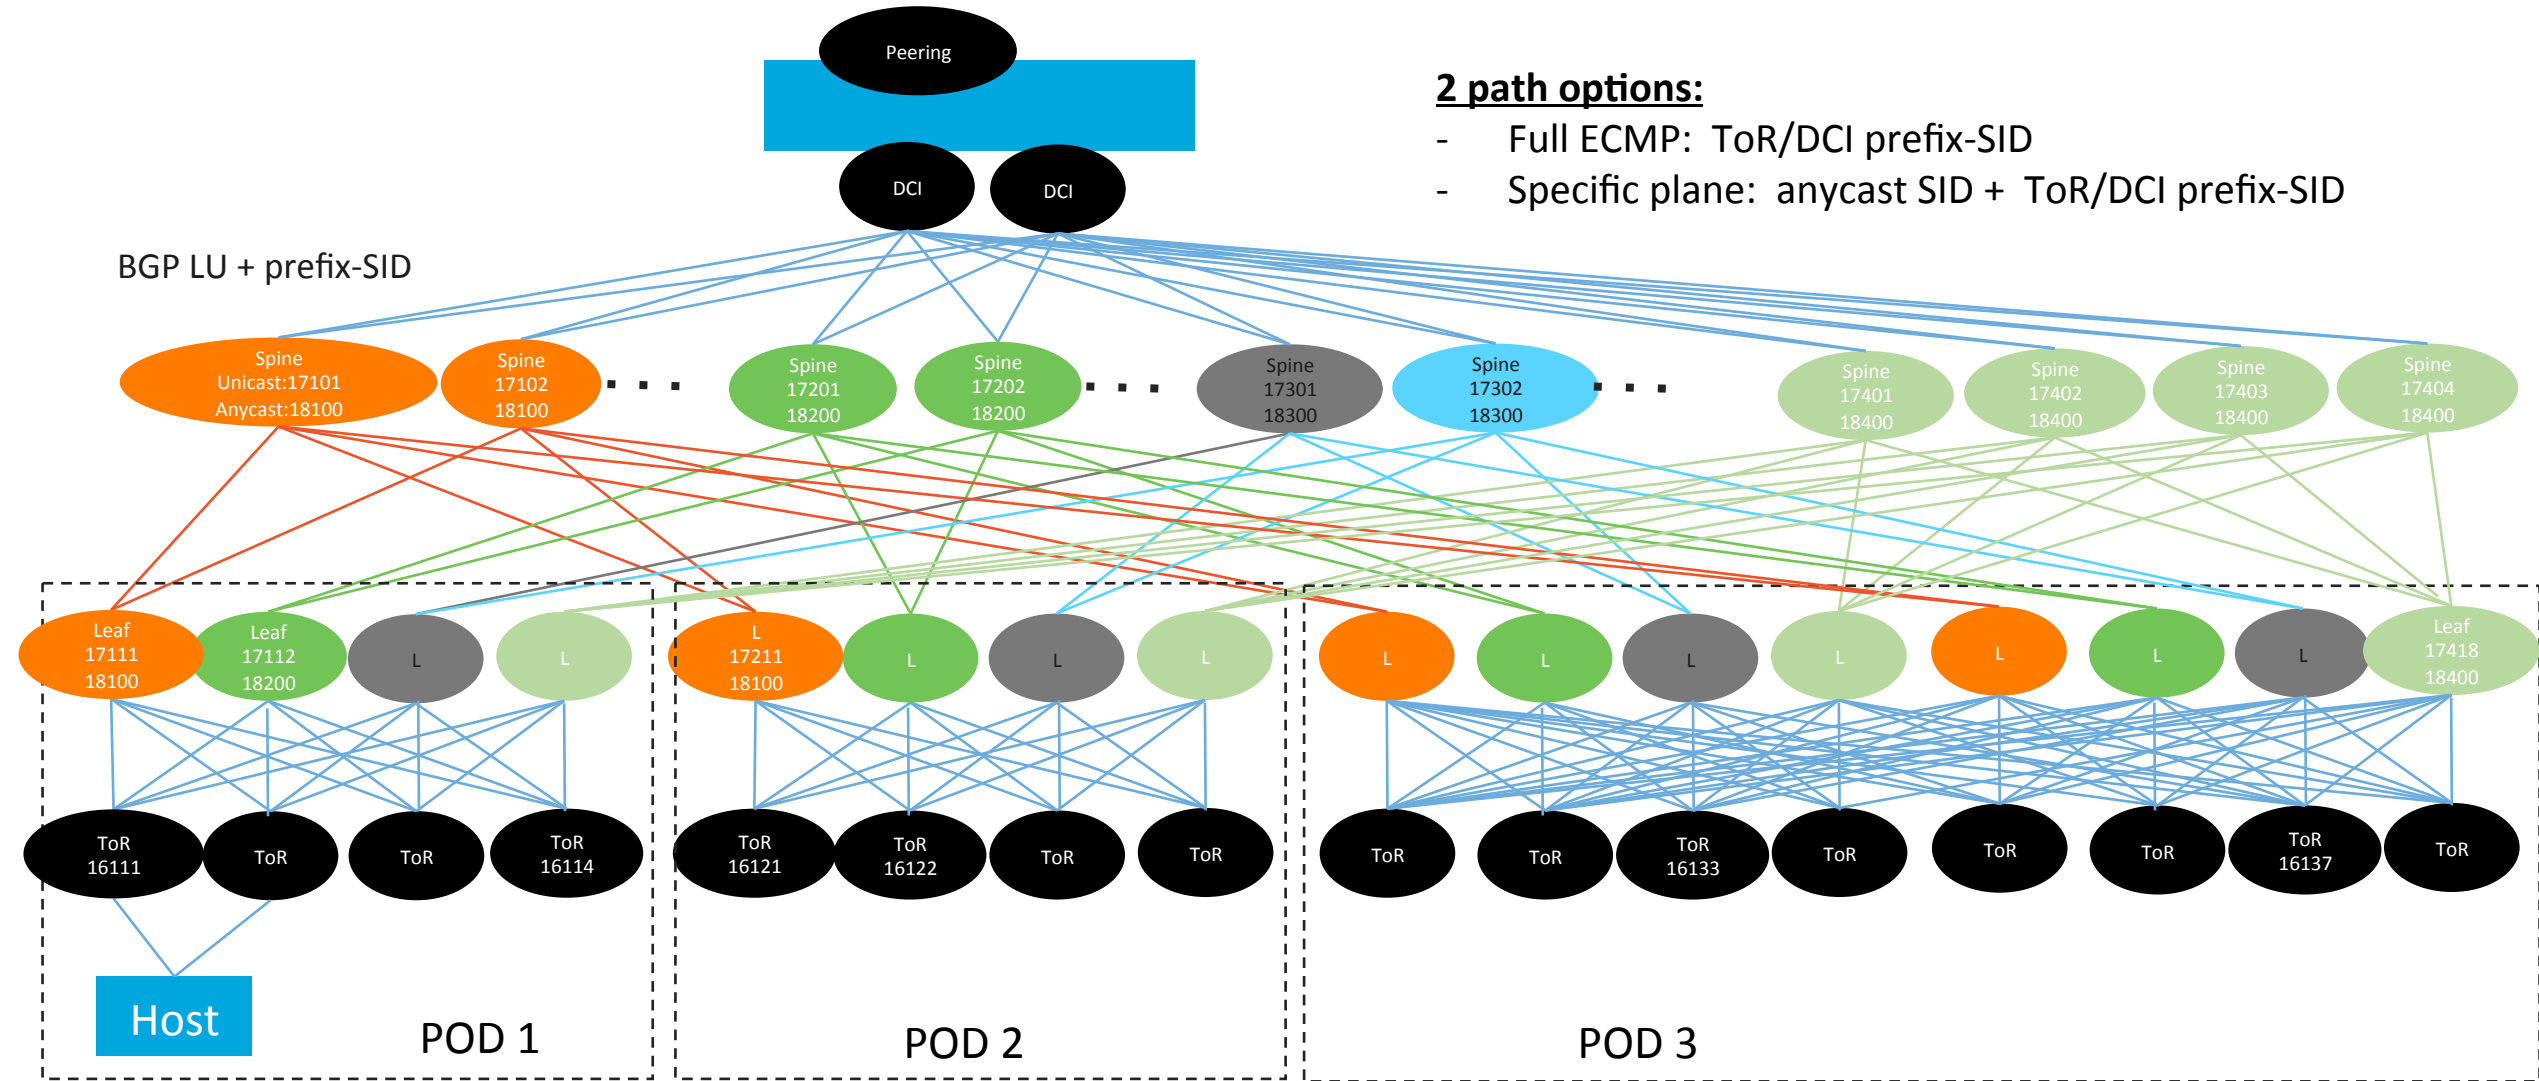 Peering
2 path options:
- Full ECMP: ToR/DCI prefix-SID
- Specific plane: anycast SID + ToR/DCI prefix-SID
DCI
DCI
BGP LU + prefix-SID
Spine
Unicast:17101
Anycast:18100
Spine
17102
18100
Spine
17201
18200
Spine
17202
18200
Spine
17301
18300
Spine
17302
18300
Spine
17401
18400
Spine
17402
18400
Spine
17403
18400
Spine
17404
18400
Leaf
17111
18100
Leaf
17112
18200
L
L
L
17211
18100
L
L
L
L
L
L
L
L
L
L
Leaf
17418
18400
ToR
16111
ToR
ToR
ToR
16114
ToR
16121
ToR
16122
ToR
ToR
ToR
ToR
ToR
16133
ToR
ToR
ToR
ToR
16137
ToR
Host
POD 1
POD 2
POD 3